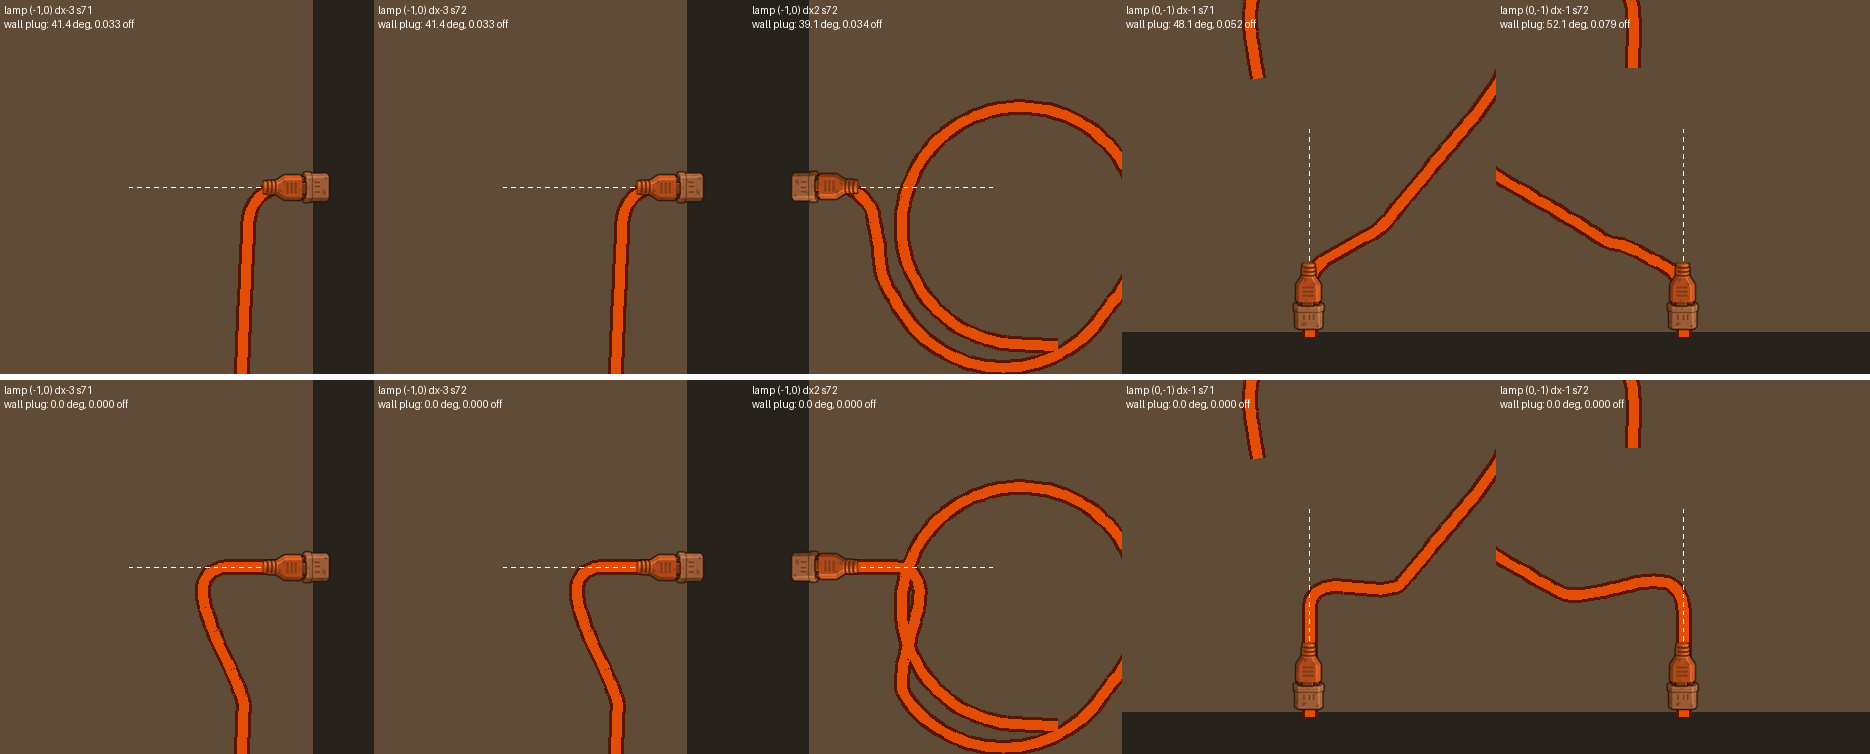 lamp (-1,0) dx-3 s71
wall plug: 41.4 deg, 0.033 off
lamp (-1,0) dx-3 s72
wall plug: 41.4 deg, 0.033 off
lamp (-1,0) dx2 s72
wall plug: 39.1 deg, 0.034 off
lamp (0,-1) dx-1 s71
wall plug: 48.1 deg, 0.052 off
lamp (0,-1) dx-1 s72
wall plug: 52.1 deg, 0.079 off
lamp (-1,0) dx-3 s71
wall plug: 0.0 deg, 0.000 off
lamp (-1,0) dx-3 s72
wall plug: 0.0 deg, 0.000 off
lamp (-1,0) dx2 s72
wall plug: 0.0 deg, 0.000 off
lamp (0,-1) dx-1 s71
wall plug: 0.0 deg, 0.000 off
lamp (0,-1) dx-1 s72
wall plug: 0.0 deg, 0.000 off